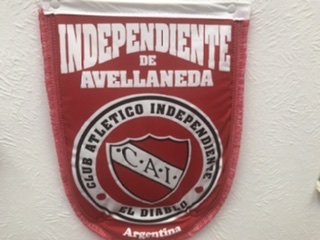 INDEPENDIENTE
DE
AVELLANEDA
CLUB ATLETICO INDEPENDIENTE
C.A.I
EL DIABLO
Argentina